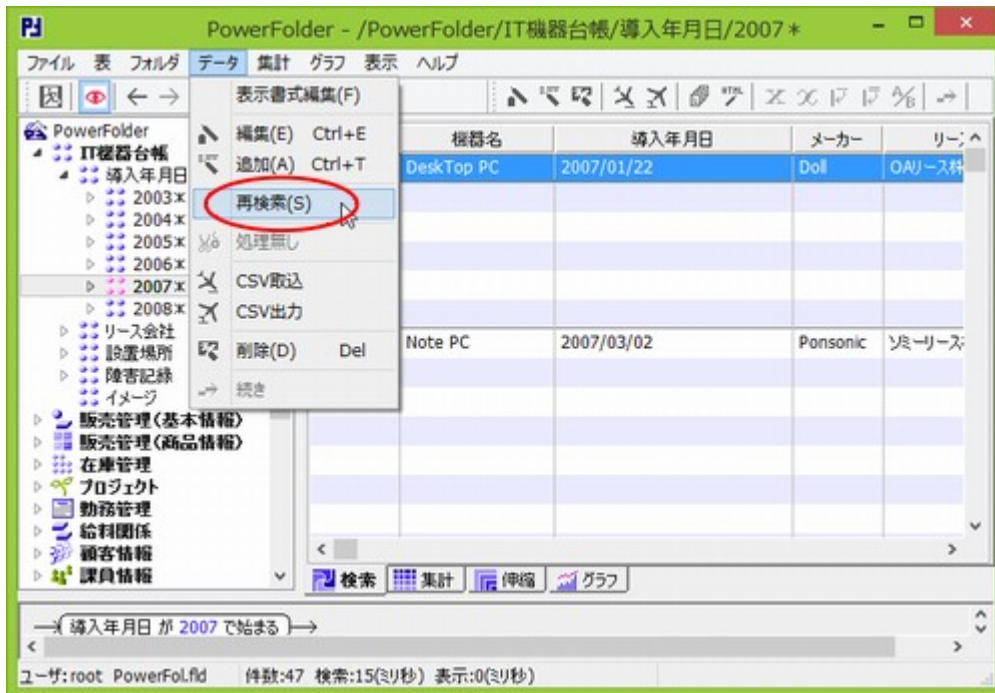 PowerFolder - /PowerFolder/IT機器台帳/導入年月日/2007*
ファイル 表 フォルダ データ 集計 グラフ 表示 ヘルプ
表示書式編集(F)
編集(E) Ctrl+E
追加(A) Ctrl+T
再検索(S)
処理無し
CSV取込
CSV出力
削除(D) Del
続き
PowerFolder
IT機器台帳
導入年月日
2003*
2004*
2005*
2006*
2007*
2008*
リース会社
設置場所
障害記録
イメージ
販売管理(基本情報)
販売管理(商品情報)
在庫管理
プロジェクト
勤務管理
給料関係
顧客情報
課員情報
機器名 導入年月日 メーカー リース
DeskTop PC 2007/01/22 Doll OAリース株
Note PC 2007/03/02 Ponsonic ソミーリース
検索 集計 伸縮 グラフ
導入年月日 が 2007 で始まる
ユーザ:root PowerFol.fld 件数:47 検索:15(ミリ秒) 表示:0(ミリ秒)